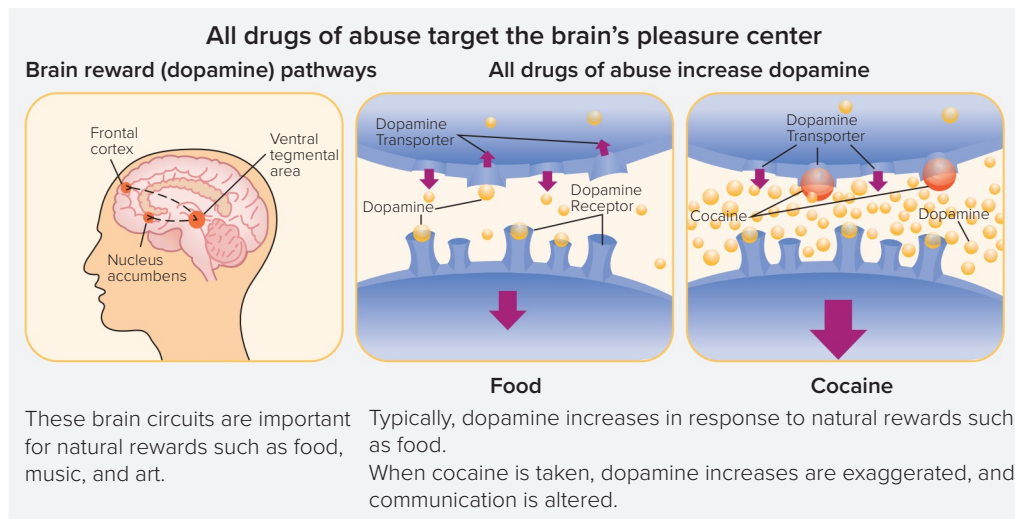 All drugs of abuse target the brain's pleasure center
Brain reward (dopamine) pathways
All drugs of abuse increase dopamine
Frontal
cortex
Ventral
tegmental
area
Nucleus
accumbens
Dopamine
Transporter
Dopamine
Dopamine
Receptor
Dopamine
Transporter
Cocaine
Dopamine
Food
Cocaine
These brain circuits are important
for natural rewards such as food,
music, and art.
Typically, dopamine increases in response to natural rewards such
as food.
When cocaine is taken, dopamine increases are exaggerated, and
communication is altered.